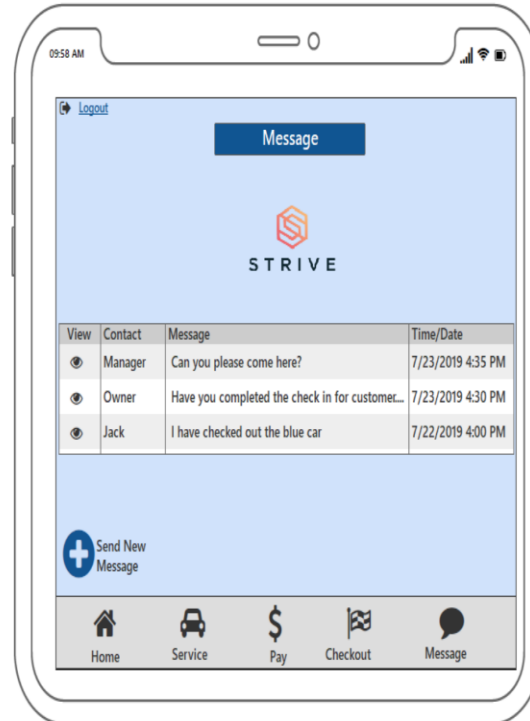 09:58 AM
Logout
Message
STRIVE
View Contact Message Time/Date
Manager Can you please come here? 7/23/2019 4:35 PM
Owner Have you completed the check in for customer... 7/23/2019 4:30 PM
Jack I have checked out the blue car 7/22/2019 4:00 PM
Send New
Message
Home Service Pay Checkout Message